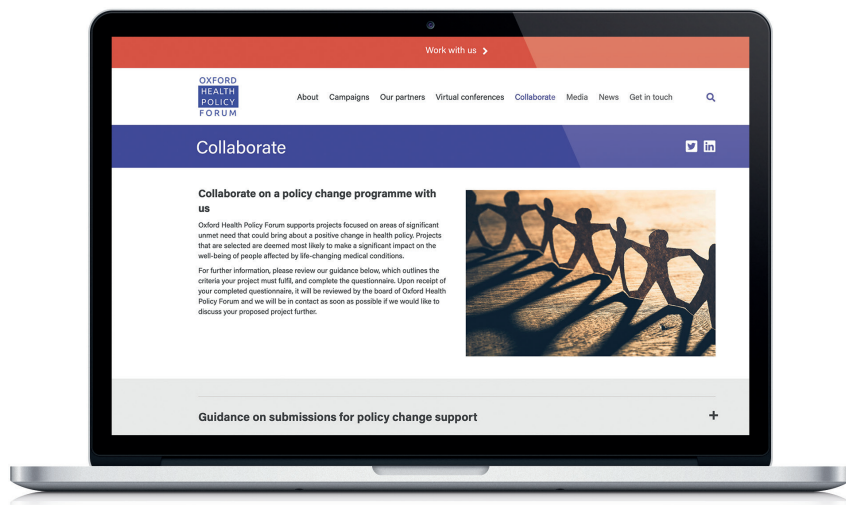 Work with us
OXFORD
HEALTH
POLICY
FORUM
About Campaigns Our partners Virtual conferences Collaborate Media News Get in touch
Collaborate
Collaborate on a policy change programme with
us
Oxford Health Policy Forum supports projects focused on areas of significant
unmet need that could bring about a positive change in health policy. Projects
that are selected are deemed most likely to make a significant impact on the
well-being of people affected by life-changing medical conditions.
For further information, please review our guidance below, which outlines the
criteria your project must fulfil, and complete the questionnaire. Upon receipt of
your completed questionnaire, it will be reviewed by the board of Oxford Health
Policy Forum and we will be in contact as soon as possible if we would like to
discuss your proposed project further.
Guidance on submissions for policy change support